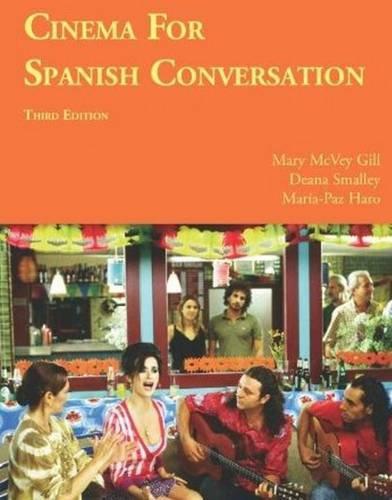 CINEMA FOR
SPANISH CONVERSATION
THIRD EDITION
Mary McVey Gill
Deana Smalley
María-Paz Haro